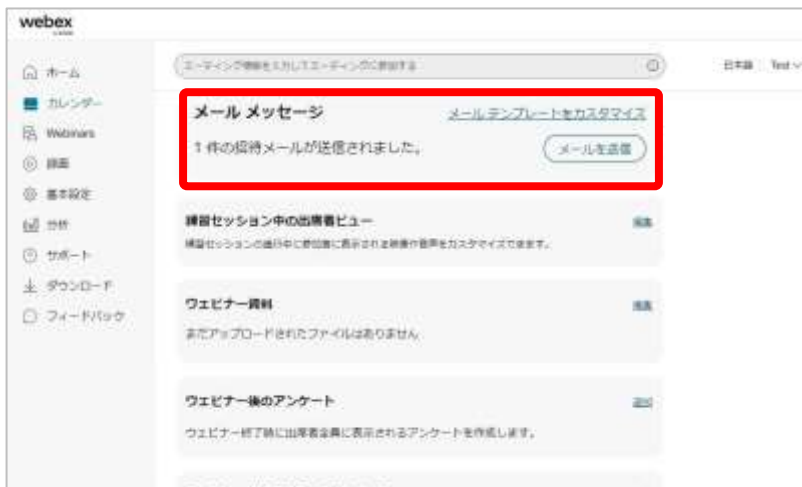 webex
ミーティング情報を入力してミーティングに参加する
日本語 Test
ホーム
カレンダー
Webinars
録画
基本設定
分析
サポート
ダウンロード
フィードバック
メール メッセージ
メール テンプレートをカスタマイズ
1 件の招待メールが送信されました。
メールを送信
練習セッション中の出席者ビュー
編集
練習セッションの進行中に参加者に表示される映像や音声をカスタマイズできます。
ウェビナー資料
編集
まだアップロードされたファイルはありません
ウェビナー後のアンケート
ウェビナー終了時に出席者全員に表示されるアンケートを作成します。